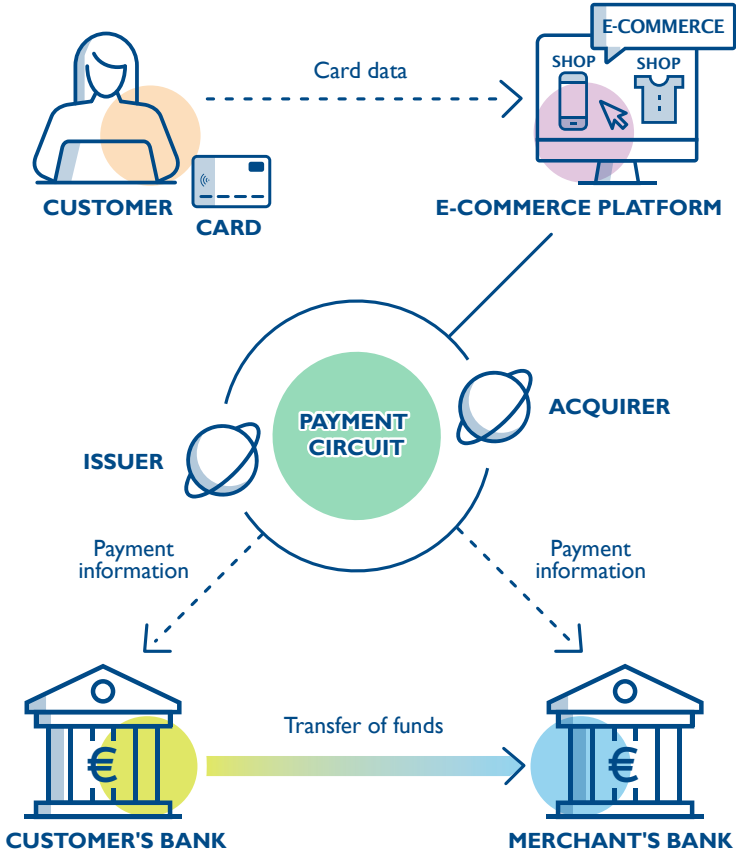 E-COMMERCE
SHOP
SHOP
Card data
CUSTOMER
CARD
E-COMMERCE PLATFORM
PAYMENT
CIRCUIT
ACQUIRER
ISSUER
Payment
information
Payment
information
€
Transfer of funds
€
CUSTOMER'S BANK
MERCHANT'S BANK